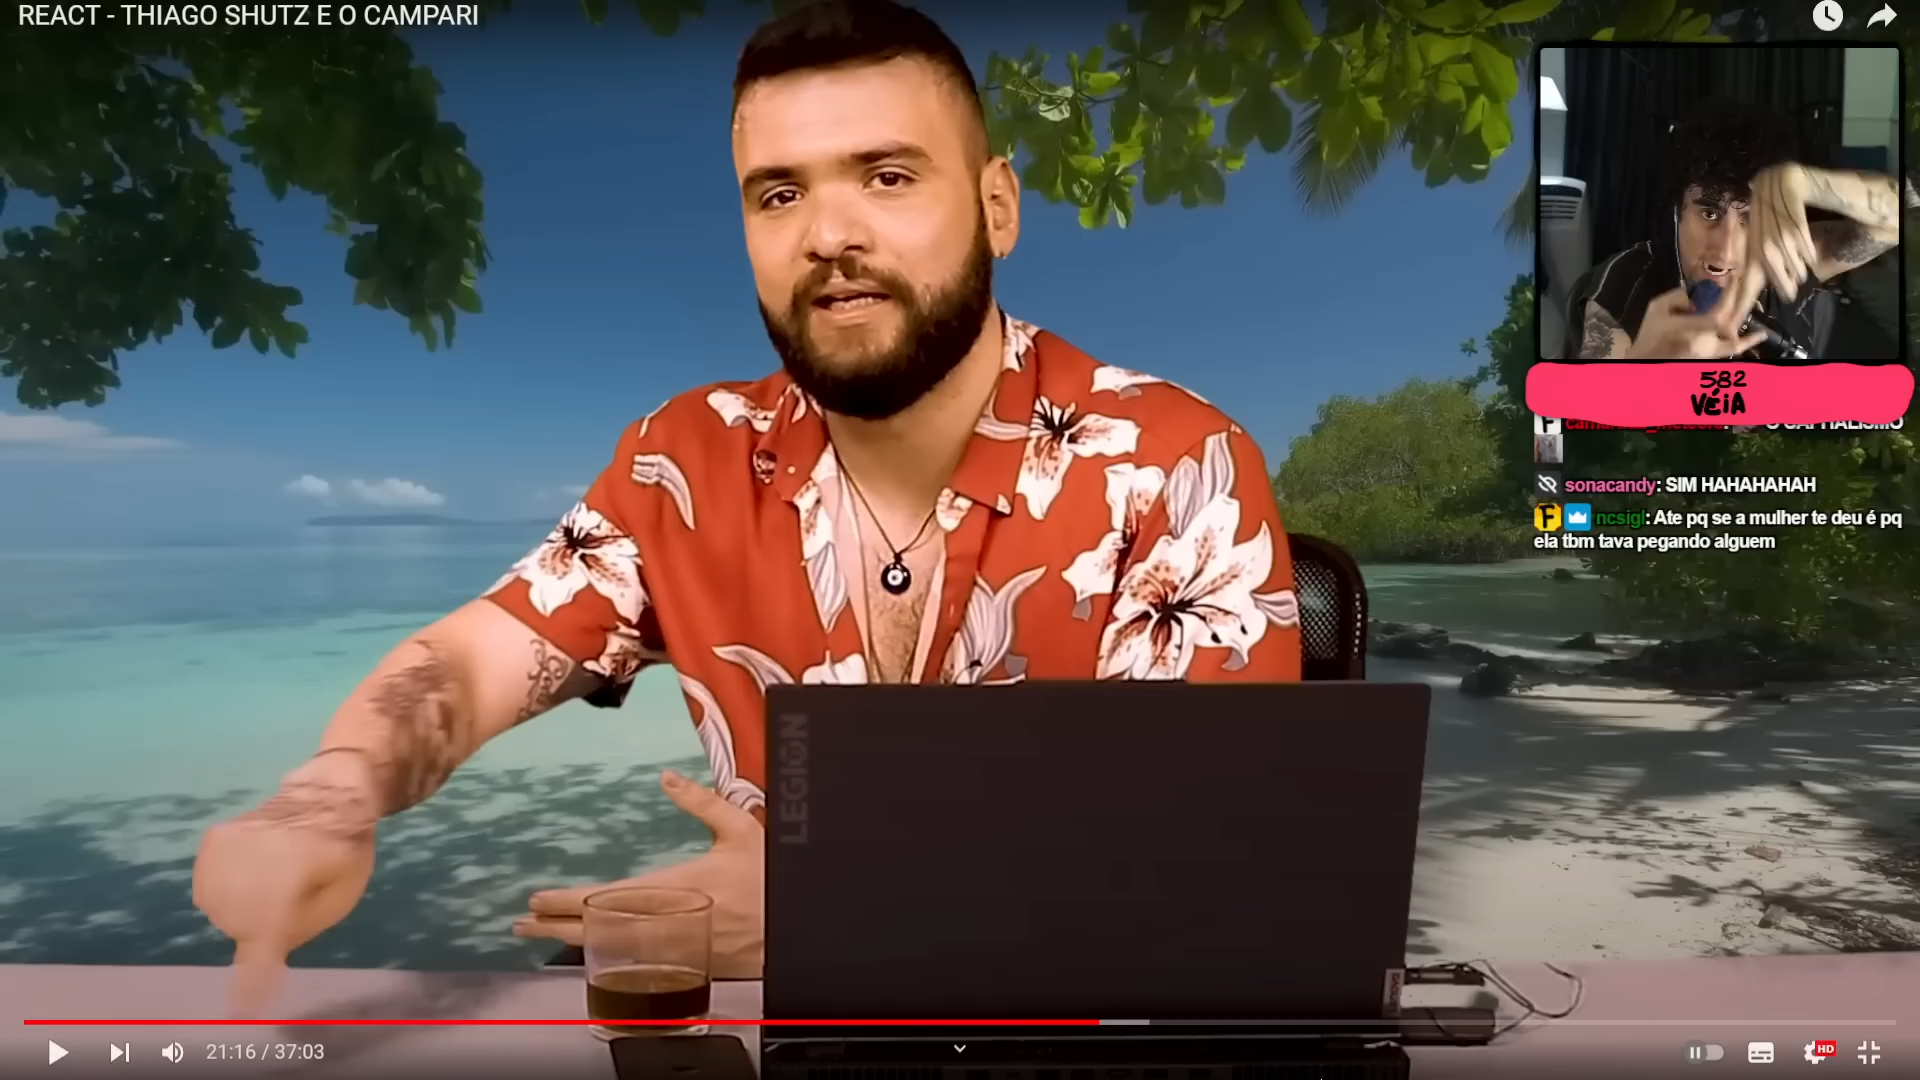 REACT - THIAGO SHUTZ E O CAMPARI
582
VÉIA
sonacandy: SIM HAHAHAHAH
F ncsigl: Ate pq se a mulher te deu é pq
ela tbm tava pegando alguem
LEGION
21:16 / 37:03
HD